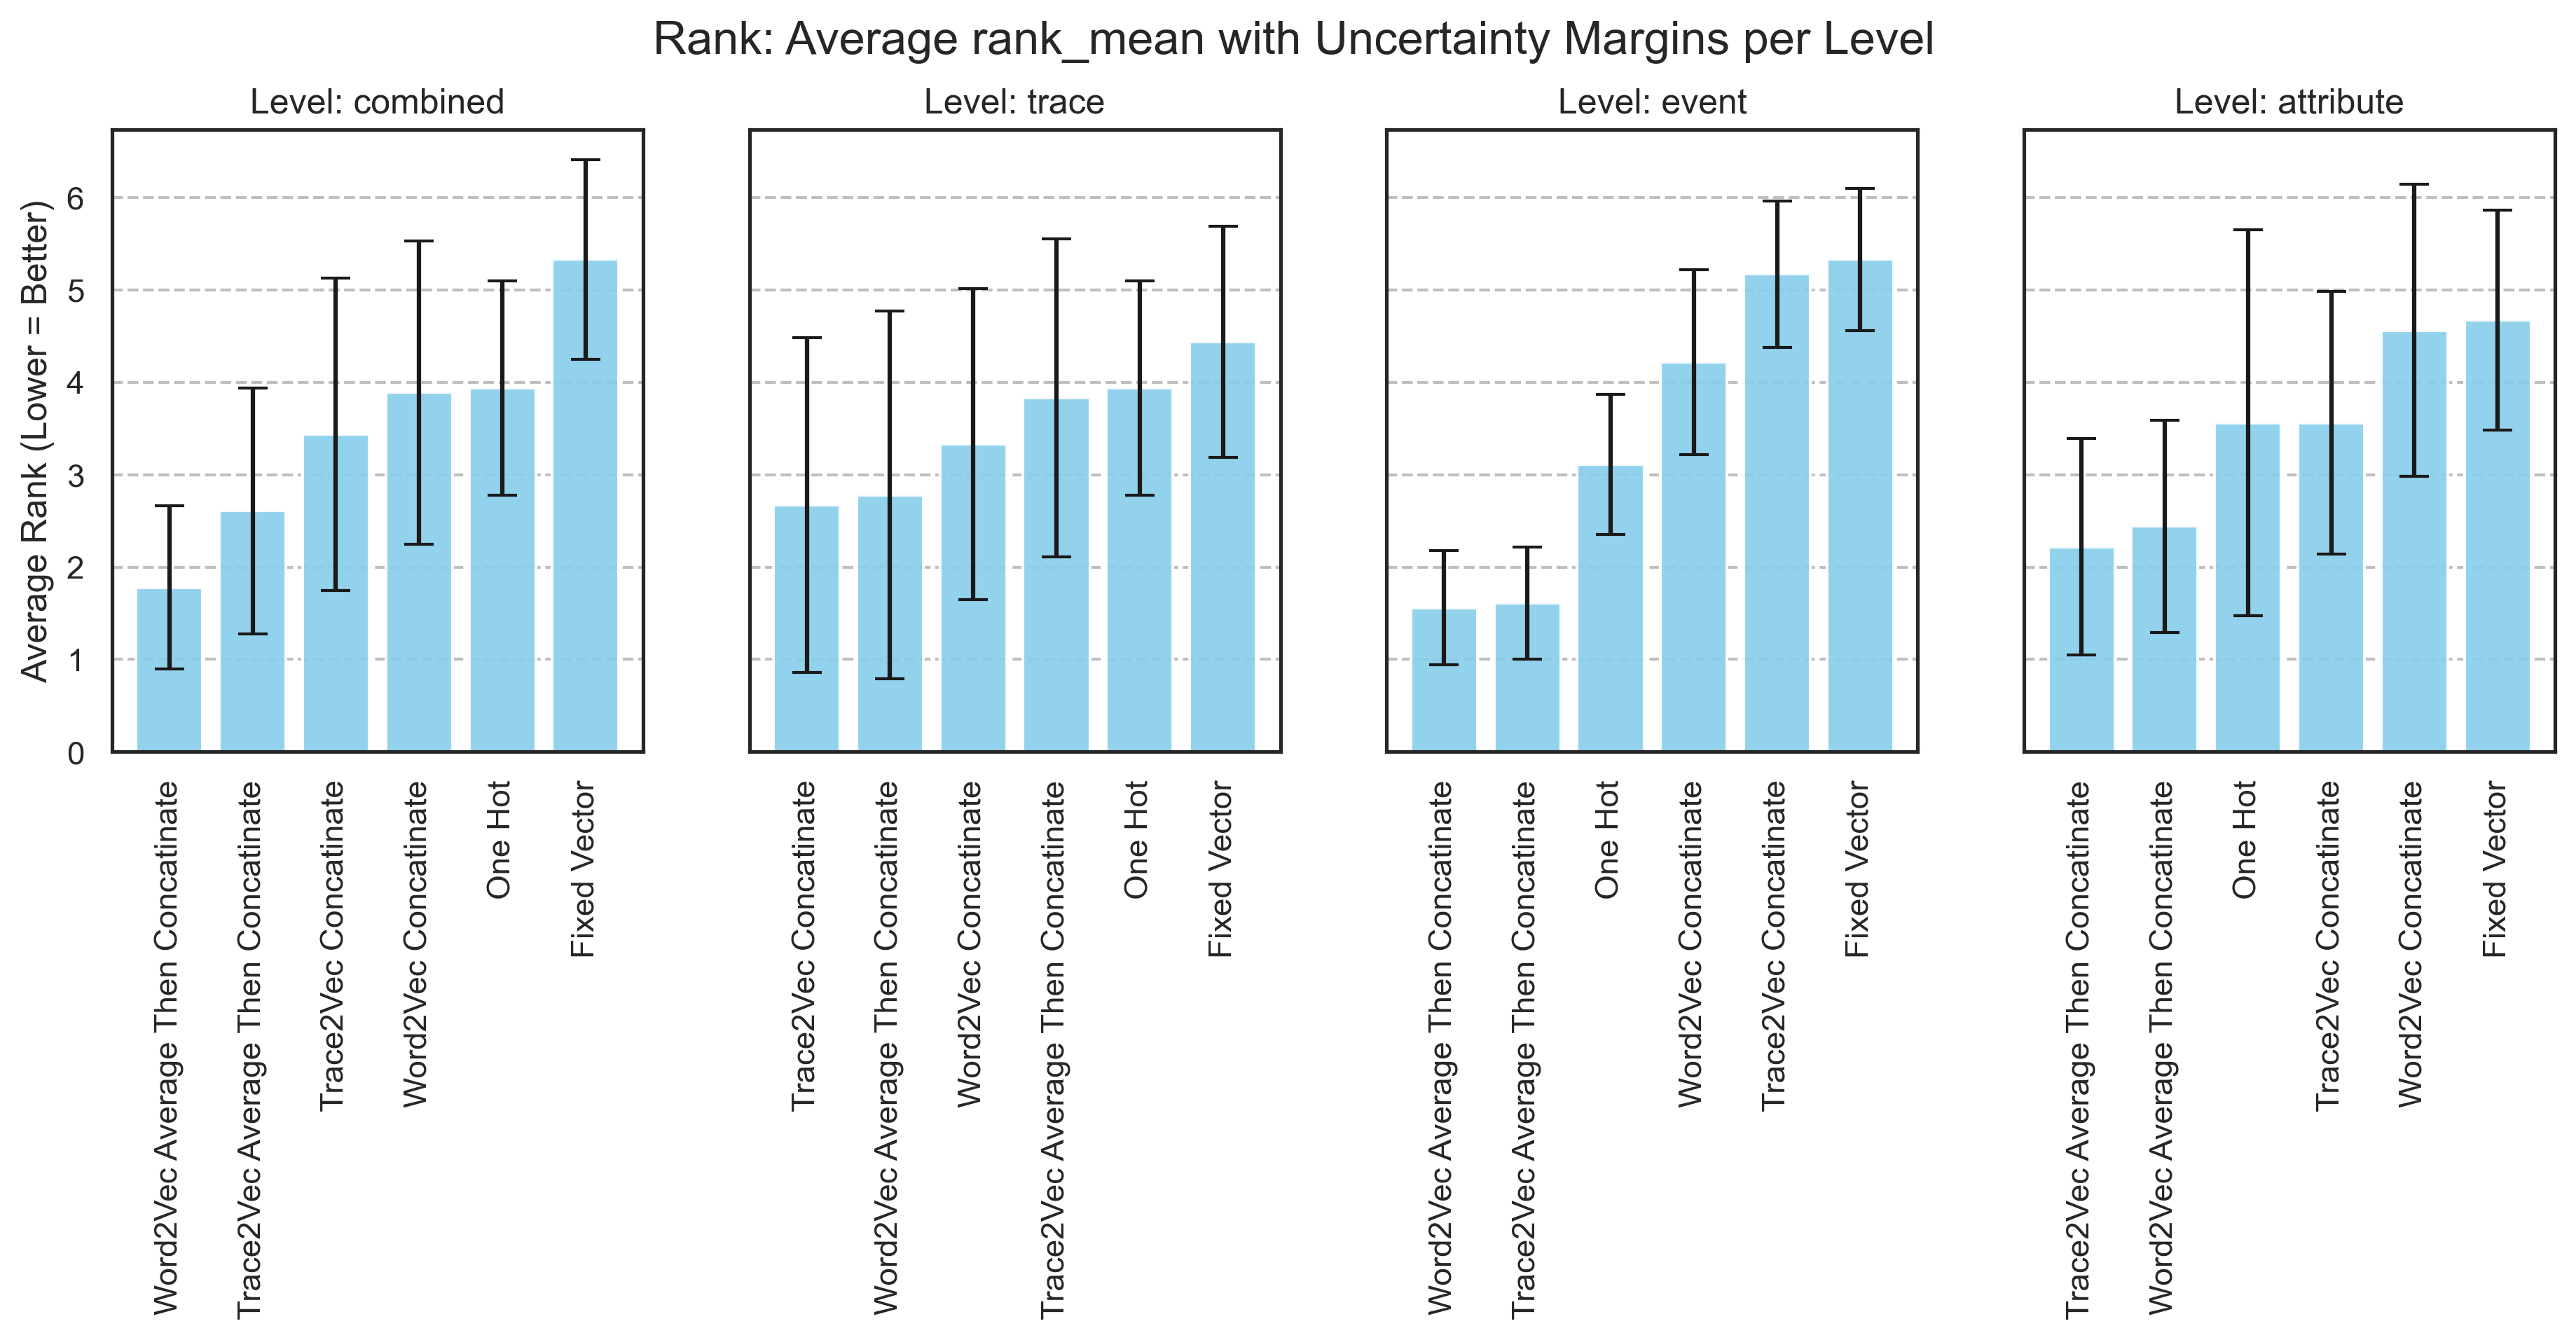 Rank: Average rank_mean with Uncertainty Margins per Level
Level: combined
Level: trace
Level: event
Level: attribute
Average Rank (Lower = Better)
6
5
4
3
2
1
0
Word2Vec Average Then Concatinate
Trace2Vec Average Then Concatinate
Trace2Vec Concatinate
Word2Vec Concatinate
One Hot
Fixed Vector
Trace2Vec Concatinate
Word2Vec Average Then Concatinate
Word2Vec Concatinate
Trace2Vec Average Then Concatinate
One Hot
Fixed Vector
Word2Vec Average Then Concatinate
Trace2Vec Average Then Concatinate
One Hot
Word2Vec Concatinate
Trace2Vec Concatinate
Fixed Vector
Trace2Vec Average Then Concatinate
Word2Vec Average Then Concatinate
One Hot
Trace2Vec Concatinate
Word2Vec Concatinate
Fixed Vector